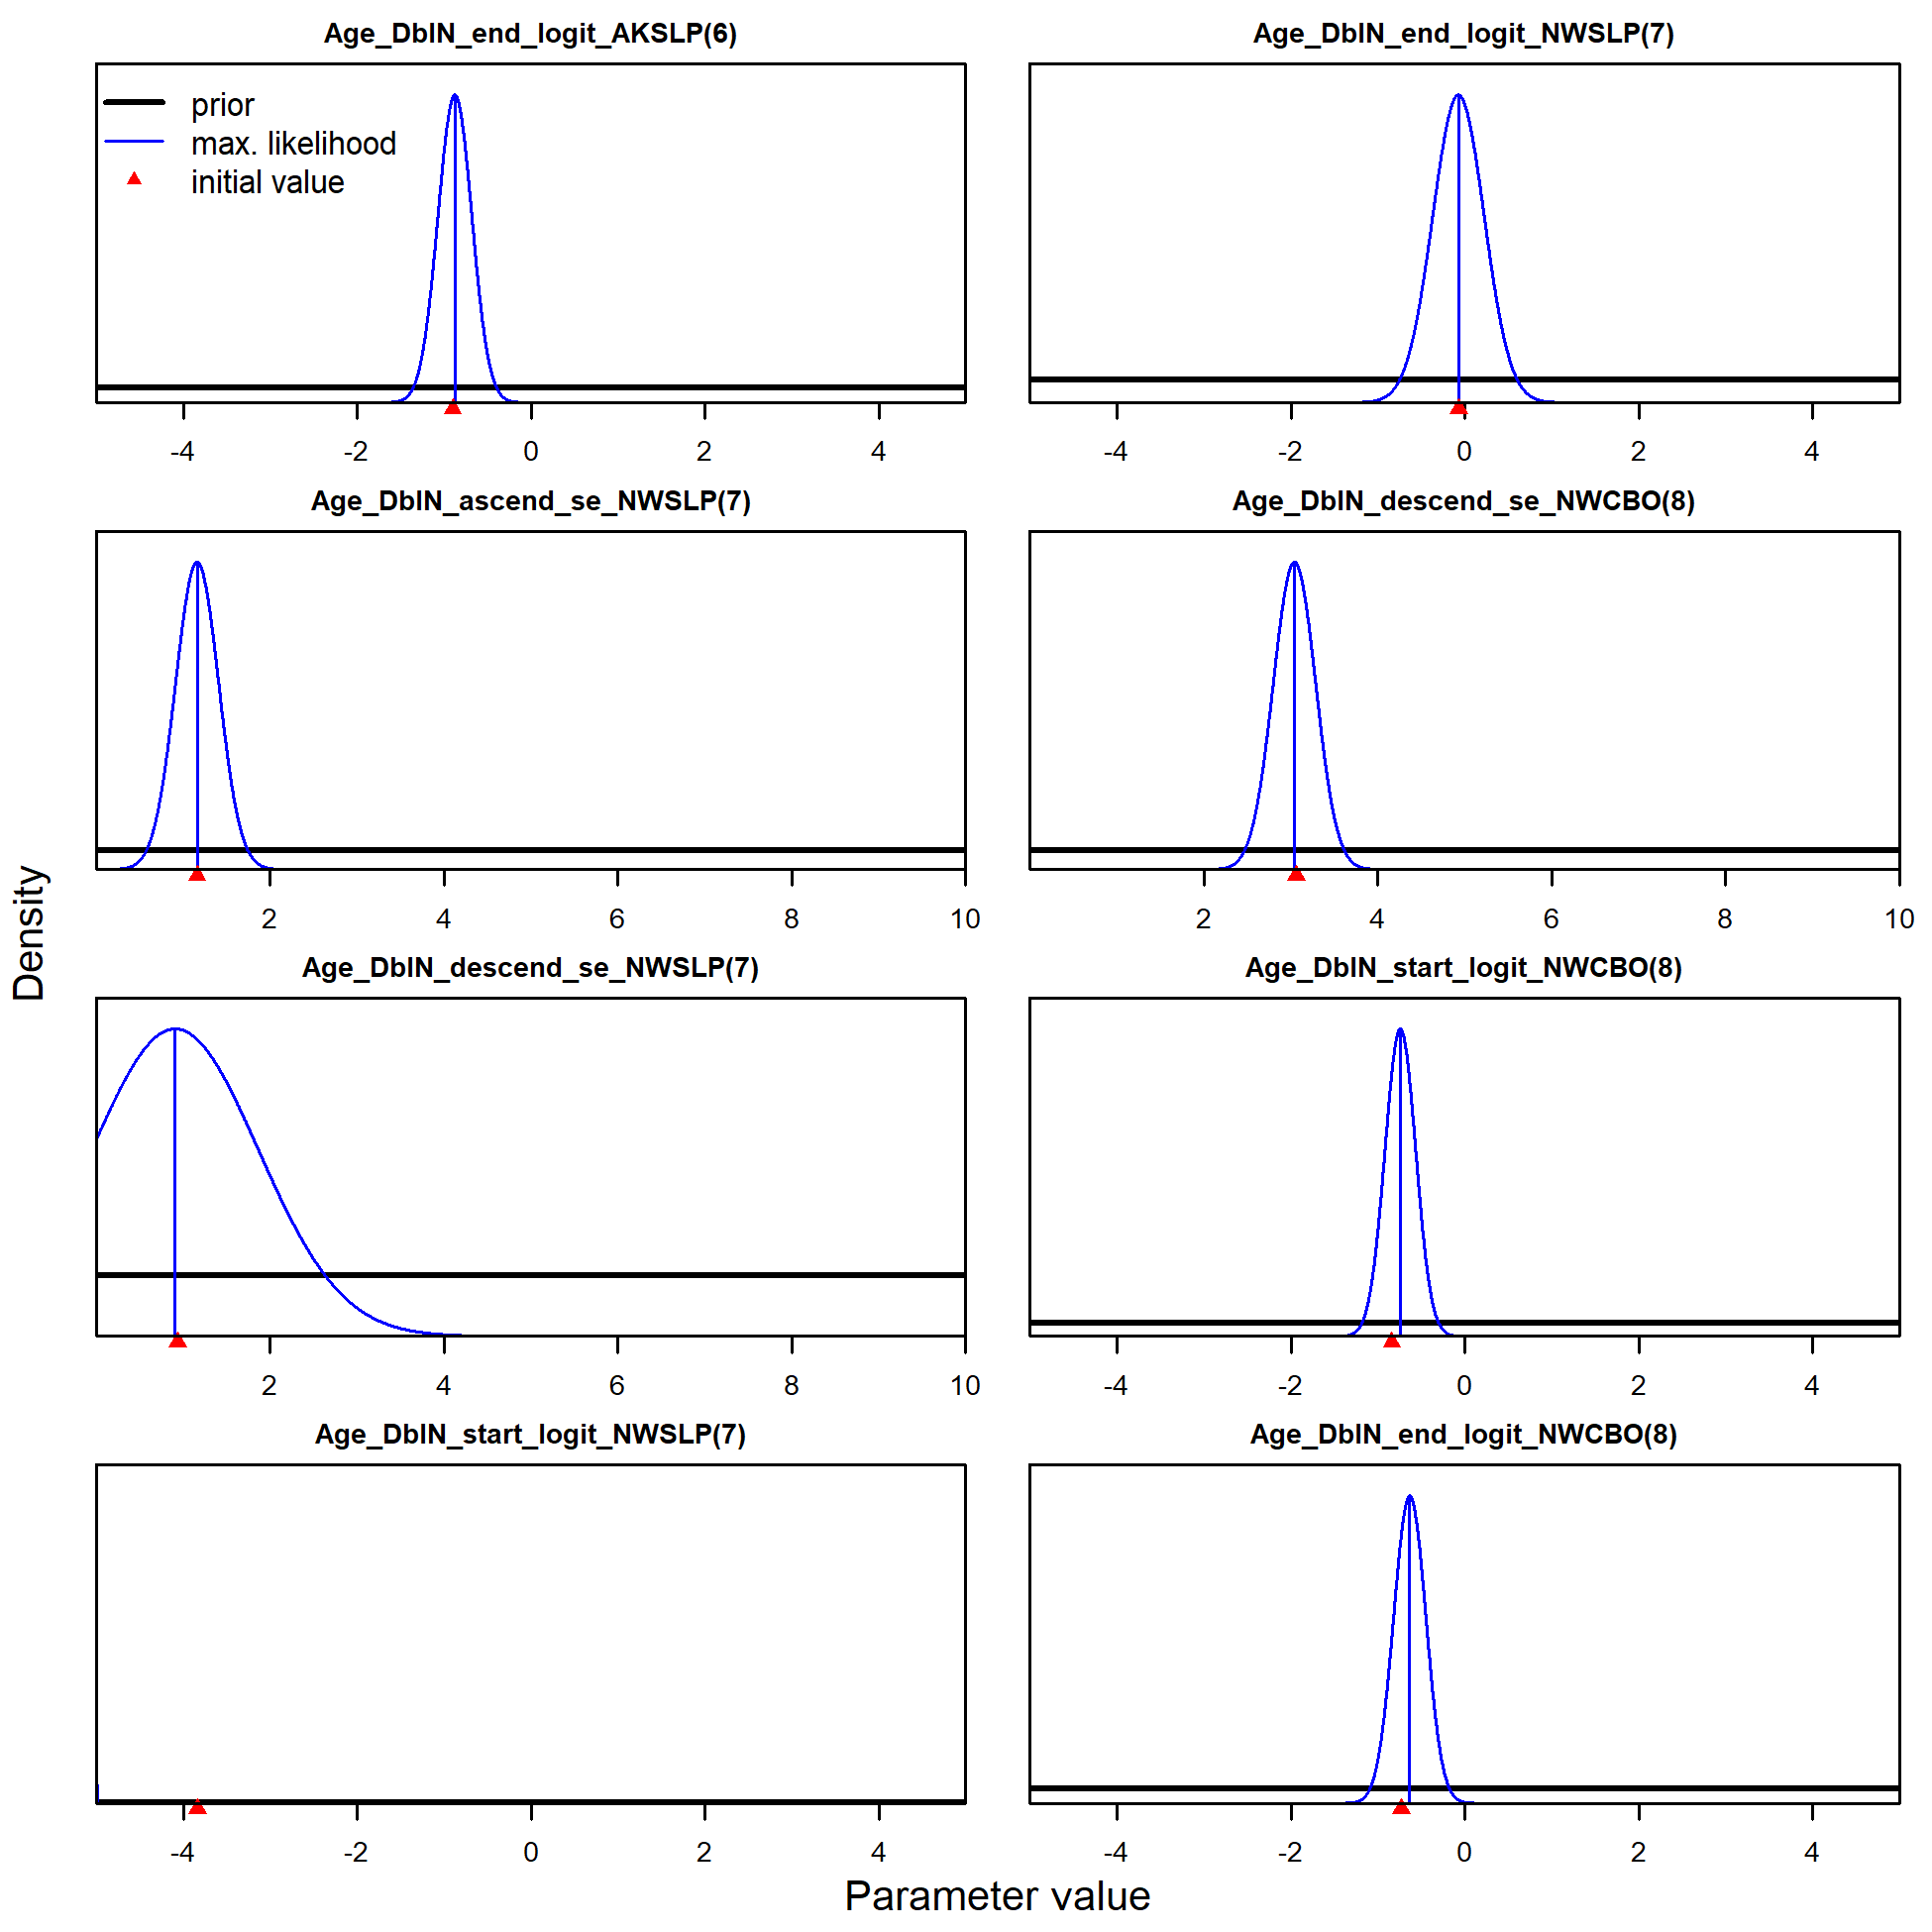 Age_DblN_end_logit_AKSLP(6)
Age_DblN_end_logit_NWSLP(7)
prior
max. likelihood
initial value
-4 -2 0 2 4
-4 -2 0 2 4
Age_DblN_ascend_se_NWSLP(7)
Age_DblN_descend_se_NWCBO(8)
2 4 6 8 10
2 4 6 8 10
Age_DblN_descend_se_NWSLP(7)
Age_DblN_start_logit_NWCBO(8)
2 4 6 8 10
-4 -2 0 2 4
Age_DblN_start_logit_NWSLP(7)
Age_DblN_end_logit_NWCBO(8)
-4 -2 0 2 4
-4 -2 0 2 4
Density
Parameter value